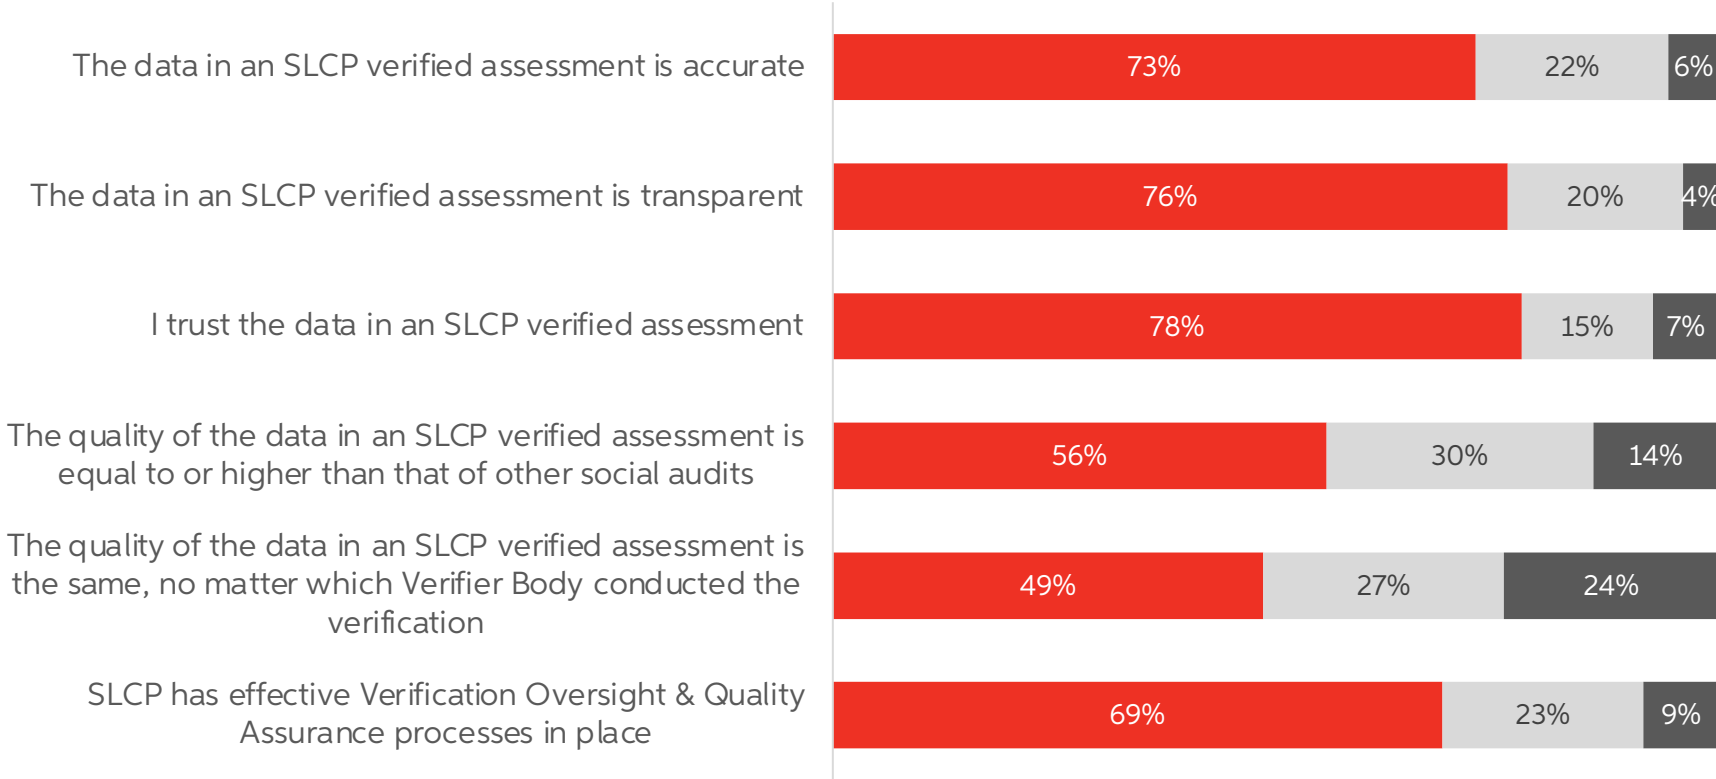 The data in an SLCP verified assessment is accurate
73% 22% 6%
The data in an SLCP verified assessment is transparent
76% 20% 4%
I trust the data in an SLCP verified assessment
78% 15% 7%
The quality of the data in an SLCP verified assessment is
equal to or higher than that of other social audits
56% 30% 14%
The quality of the data in an SLCP verified assessment is
the same, no matter which Verifier Body conducted the
verification
49% 27% 24%
SLCP has effective Verification Oversight & Quality
Assurance processes in place
69% 23% 9%